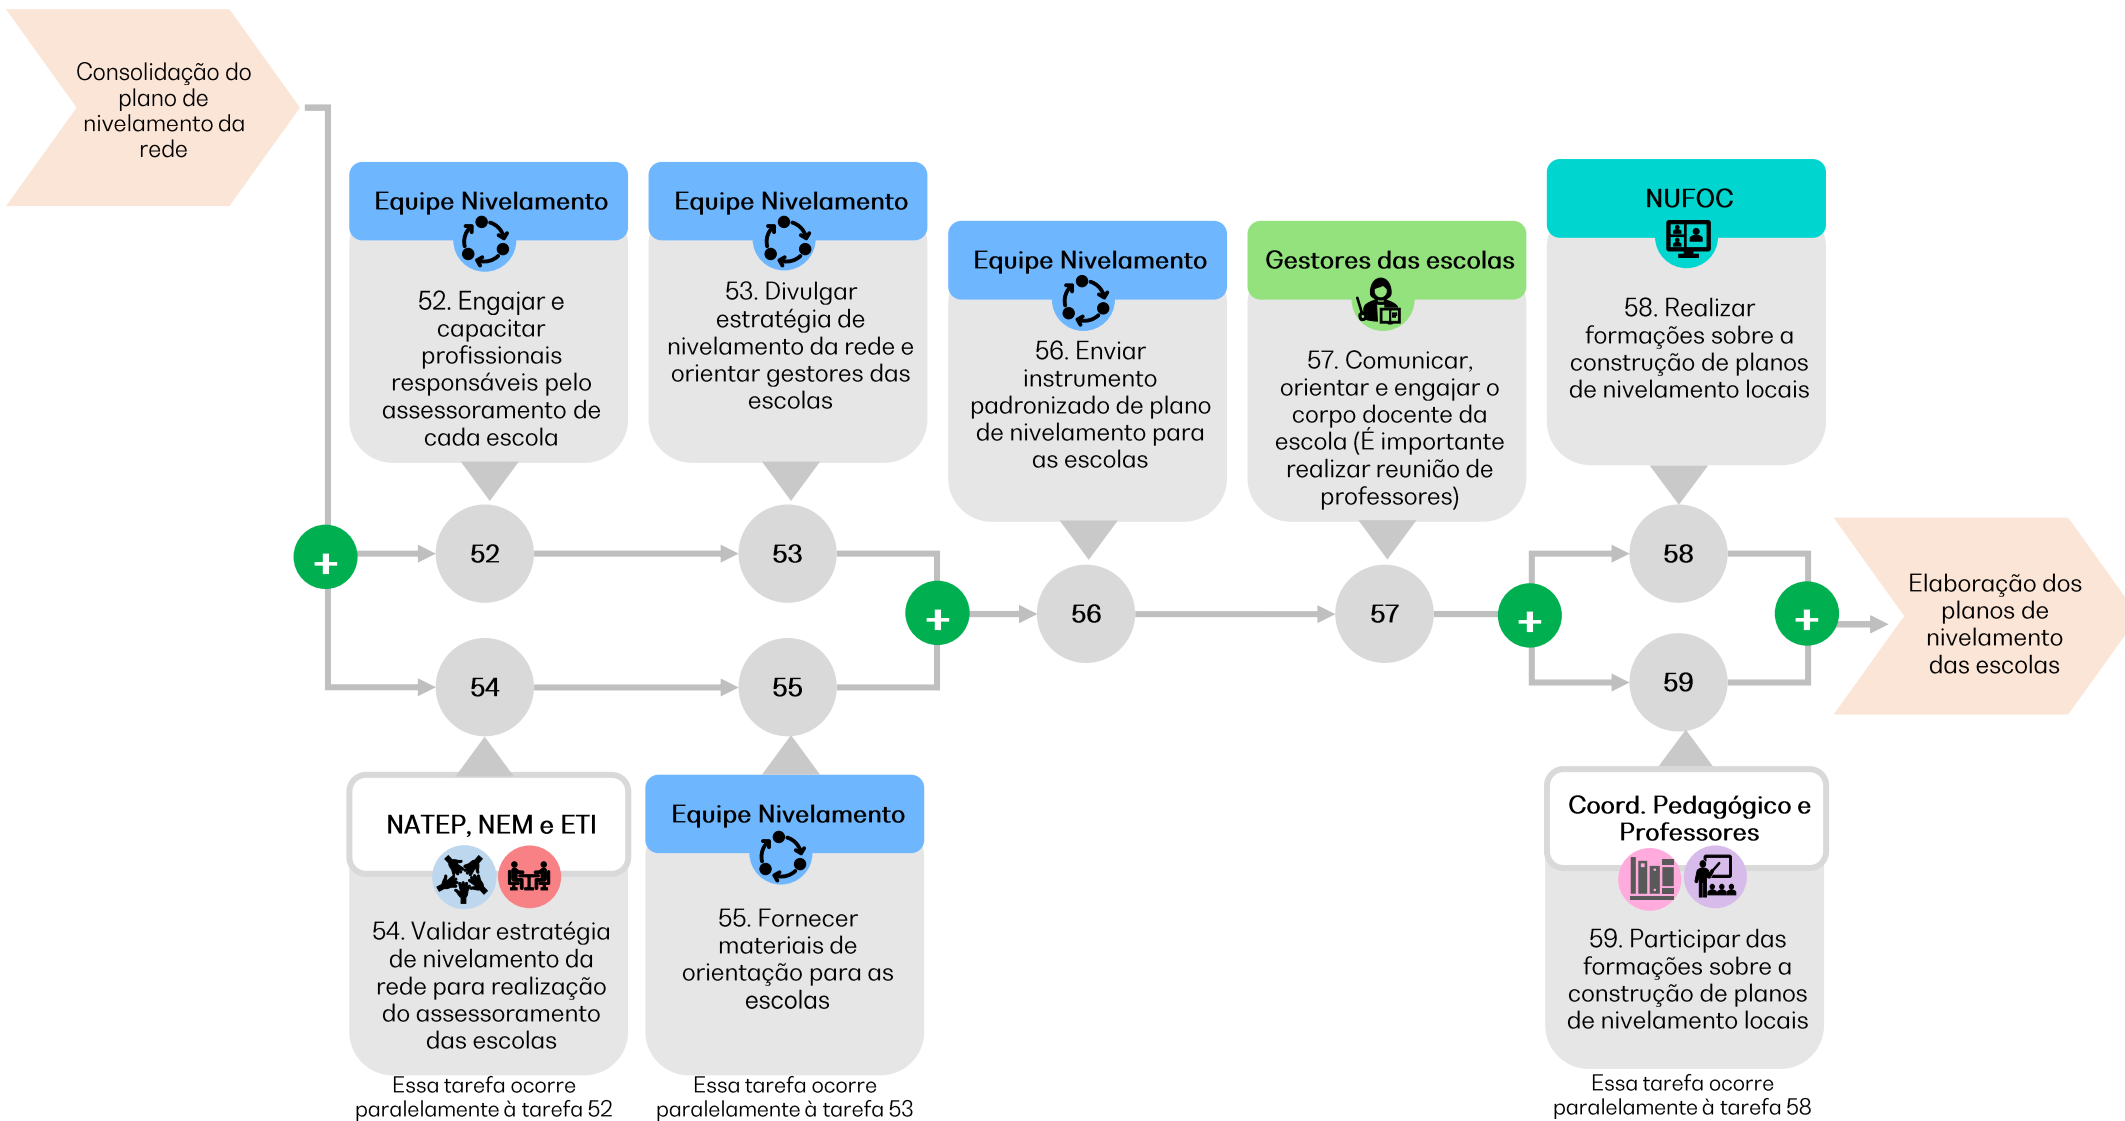 Consolidação do
plano de
nivelamento da
rede
Equipe Nivelamento
52. Engajar e
capacitar
profissionais
responsáveis pelo
assessoramento de
cada escola
Equipe Nivelamento
53. Divulgar
estratégia de
nivelamento da rede e
orientar gestores das
escolas
Equipe Nivelamento
56. Enviar
instrumento
padronizado de plano
de nivelamento para
as escolas
Gestores das escolas
57. Comunicar,
orientar e engajar o
corpo docente da
escola (É importante
realizar reunião de
professores)
NUFOC
58. Realizar
formações sobre a
construção de planos
de nivelamento locais
+
52
53
54
55
+
56
57
+
58
59
+
Elaboração dos
planos de
nivelamento
das escolas
NATEP, NEM e ETI
54. Validar estratégia
de nivelamento da
rede para realização
do assessoramento
das escolas
Essa tarefa ocorre
paralelamente à tarefa 52
Equipe Nivelamento
55. Fornecer
materiais de
orientação para as
escolas
Essa tarefa ocorre
paralelamente à tarefa 53
Coord. Pedagógico e
Professores
59. Participar das
formações sobre a
construção de planos
de nivelamento locais
Essa tarefa ocorre
paralelamente à tarefa 58